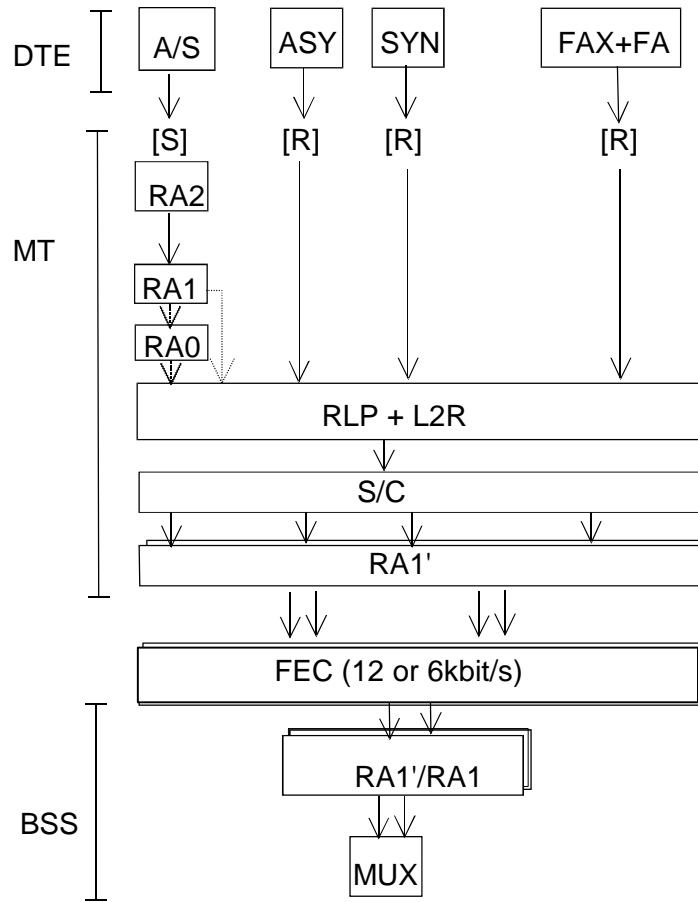 DTE
A/S
ASY
SYN
FAX+FA
[S]
[R]
[R]
[R]
RA2
MT
RA1
RA0
RLP + L2R
S/C
RA1'
FEC (12 or 6kbit/s)
RA1'/RA1
BSS
MUX